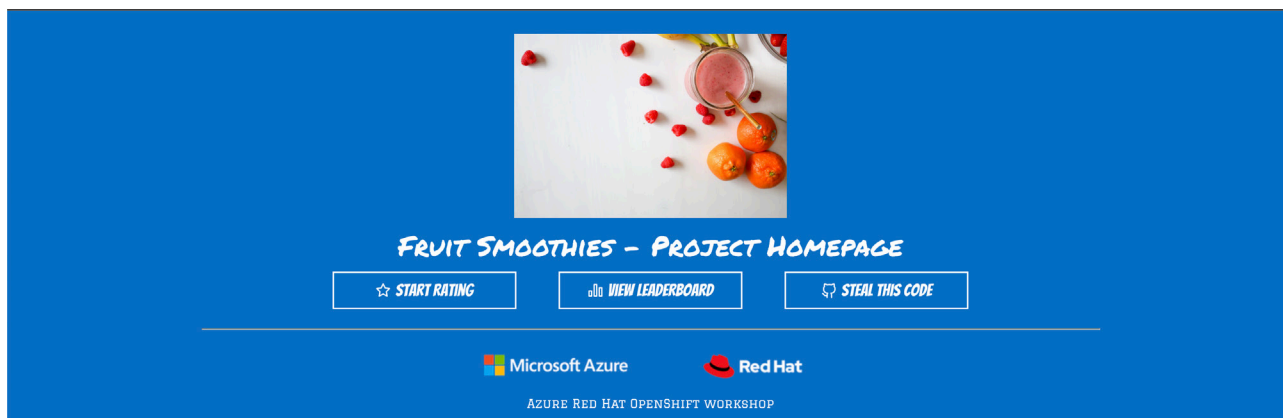 Fruit Smoothies - Project Homepage
START RATING
VIEW LEADERBOARD
STEAL THIS CODE
Microsoft Azure
Red Hat
Azure Red Hat OpenShift workshop